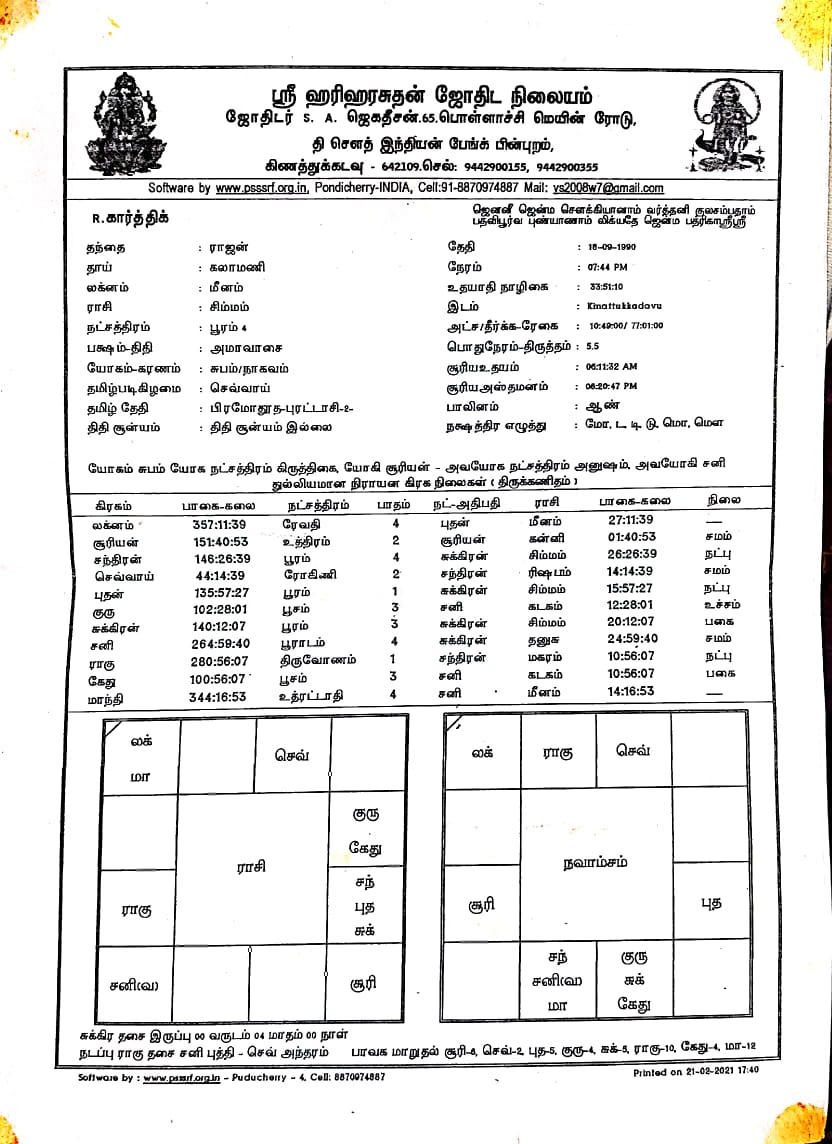 ஸ்ரீ ஹரிஹரசுதன் ஜோதிட நிலையம்
ஜோதிடர் S. A. ஜெகதீசன்.65.பொள்ளாச்சி மெயின் ரோடு,
தி சௌத் இந்தியன் பேங்க் பின்புறம்,
கிணத்துக்கடவு - 642109.செல்: 9442900155, 9442900355
Software by www.psssrf.org.in, Pondicherry-INDIA, Cell:91-8870974887 Mail: vs2008w7@gmail.com
R.கார்த்திக்
ஜெனனீ ஜென்ம சௌக்கியானாம் வர்த்தனி குலசம்பதாம்
பதவிபூர்வ புண்யாணாம் லிக்யதே ஜென்ம பத்ரிகாஸ்ரீஸ்ரீ
தந்தை : ராஜன் தேதி : 18-09-1990
தாய் : கலாமணி நேரம் : 07:44 PM
லக்னம் : மீனம் உதயாதி நாழிகை : 33:51:10
ராசி : சிம்மம் இடம் : Kinattukkadavu
நட்சத்திரம் : பூரம் 4 அட்ச/தீர்க்க-ரேகை : 10:49:00/ 77:01:00
பக்ஷம்-திதி : அமாவாசை பொதுநேரம்-திருத்தம் : 5.5
யோகம்-கரணம் : சுபம்/நாகவம் சூரியஉதயம் : 06:11:32 AM
தமிழ்படிகிழமை : செவ்வாய் சூரியஅஸ்தமனம் : 06:20:47 PM
தமிழ் தேதி : பிரமோதூத-புரட்டாசி-2- பாலினம் : ஆண்
திதி சூன்யம் : திதி சூன்யம் இல்லை நக்ஷத்திர எழுத்து : மோ, ட, டி, டு, மொ, மௌ
யோகம் சுபம் யோக நட்சத்திரம் கிருத்திகை, யோகி சூரியன் - அவயோக நட்சத்திரம் அனுஷம், அவயோகி சனி
துல்லியமான நிராயன கிரக நிலைகள் ( திருக்கணிதம் )
கிரகம் பாகை-கலை நட்சத்திரம் பாதம் நட்-அதிபதி ராசி பாகை-கலை நிலை
லக்னம் 357:11:39 ரேவதி 4 புதன் மீனம் 27:11:39 __
சூரியன் 151:40:53 உத்திரம் 2 சூரியன் கன்னி 01:40:53 சமம்
சந்திரன் 146:26:39 பூரம் 4 சுக்கிரன் சிம்மம் 26:26:39 நட்பு
செவ்வாய் 44:14:39 ரோகிணி 2 சந்திரன் ரிஷபம் 14:14:39 சமம்
புதன் 135:57:27 பூரம் 1 சுக்கிரன் சிம்மம் 15:57:27 நட்பு
குரு 102:28:01 பூசம் 3 சனி கடகம் 12:28:01 உச்சம்
சுக்கிரன் 140:12:07 பூரம் 3 சுக்கிரன் சிம்மம் 20:12:07 பகை
சனி 264:59:40 பூராடம் 4 சுக்கிரன் தனுசு 24:59:40 சமம்
ராகு 280:56:07 திருவோணம் 1 சந்திரன் மகரம் 10:56:07 நட்பு
கேது 100:56:07 பூசம் 3 சனி கடகம் 10:56:07 பகை
மாந்தி 344:16:53 உத்ரட்டாதி 4 சனி மீனம் 14:16:53 __
லக்
மா
செவ்
குரு
கேது
ராசி
ராகு
சந்
புத
சுக்
சனி(வ)
சூரி
லக்
ராகு
செவ்
நவாம்சம்
சூரி
புத
சந்
சனி(வ)
மா
குரு
சுக்
கேது
சுக்கிர தசை இருப்பு 00 வருடம் 04 மாதம் 00 நாள்
நடப்பு ராகு தசை சனி புத்தி - செவ் அந்தரம் பாவக மாறுதல் சூரி-6, செவ்-2, புத-5, குரு-4, சுக்-5, ராகு-10, கேது-4, மா-12
Software by : www.psssrf.org.in - Puducherry - 4. Cell: 8870974887
Printed on 21-02-2021 17:40